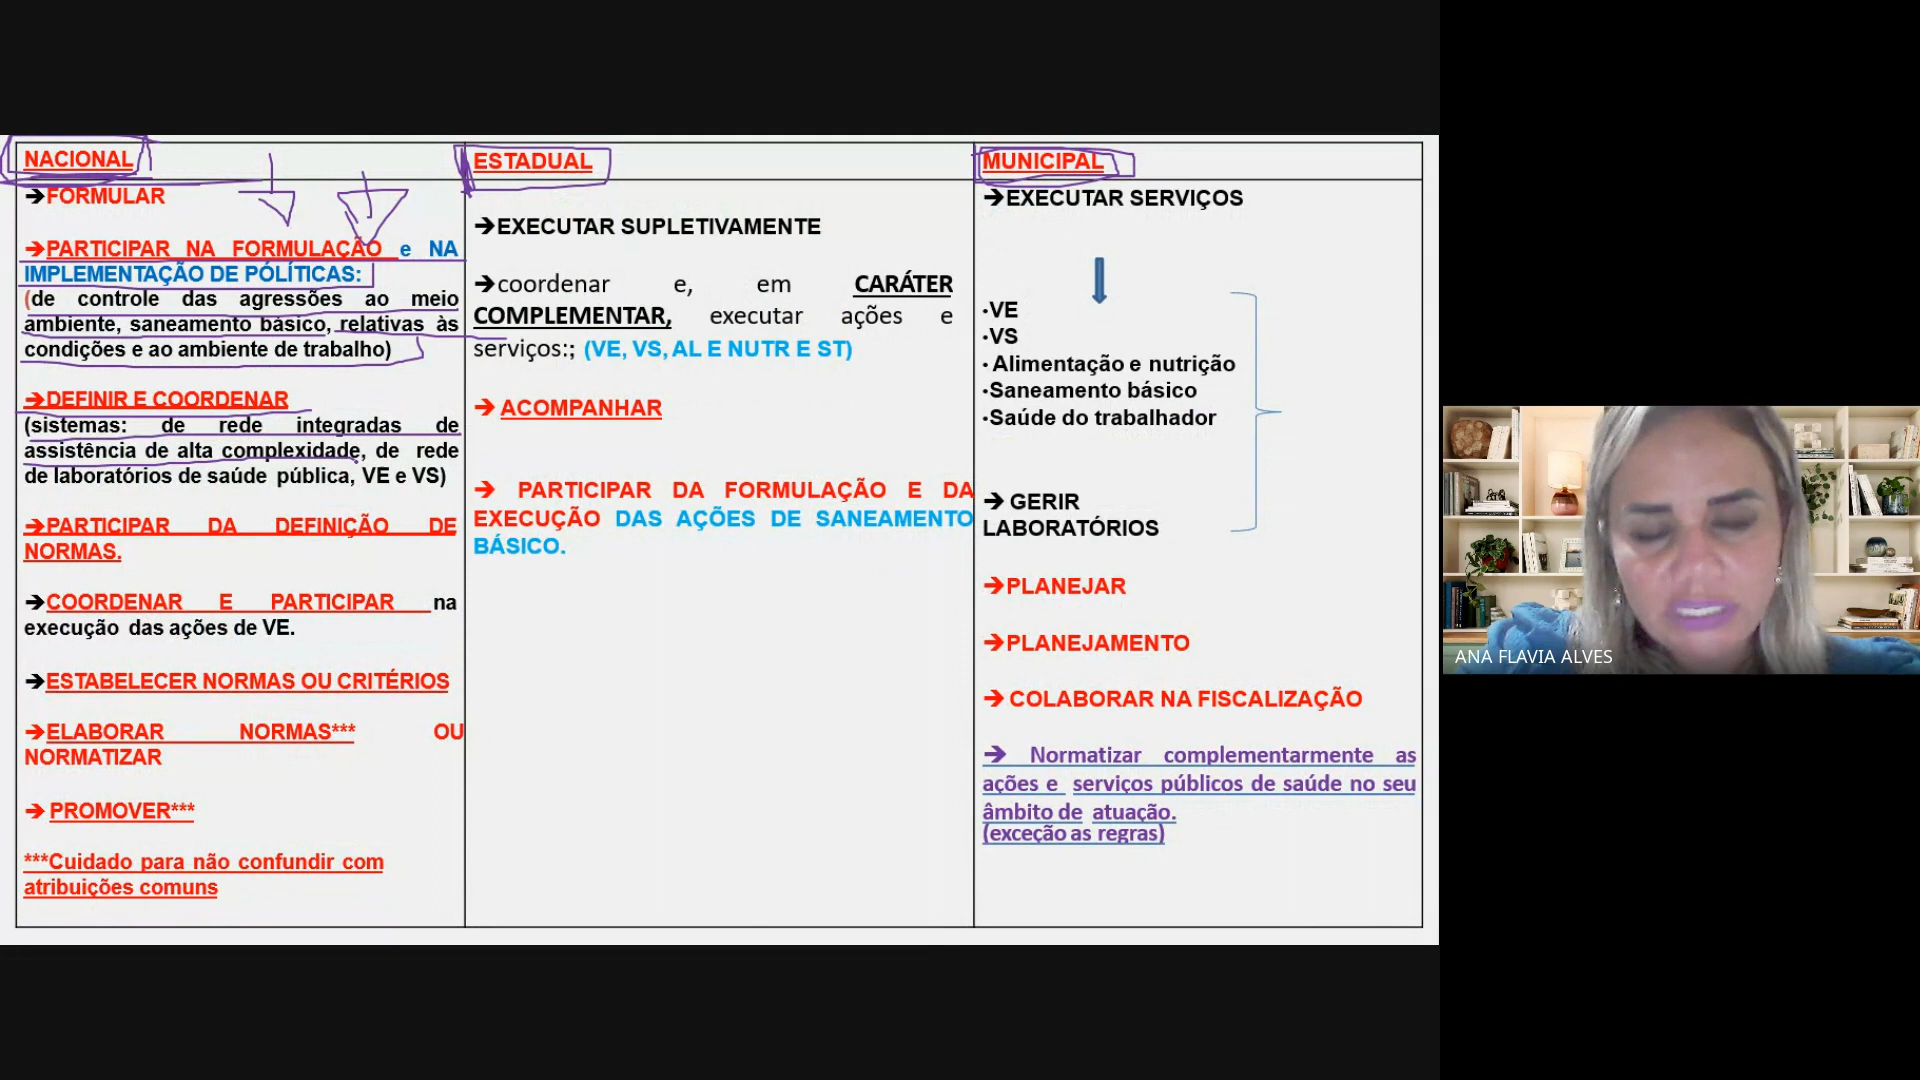 NACIONAL
➔FORMULAR
➔PARTICIPAR NA FORMULAÇÃO e NA
IMPLEMENTAÇÃO DE PÓLÍTICAS:
(de controle das agressões ao meio
ambiente, saneamento básico, relativas às
condições e ao ambiente de trabalho)
➔DEFINIR E COORDENAR
(sistemas: de rede integradas de
assistência de alta complexidade, de rede
de laboratórios de saúde pública, VE e VS)
➔PARTICIPAR DA DEFINIÇÃO DE
NORMAS.
➔COORDENAR E PARTICIPAR na
execução das ações de VE.
➔ESTABELECER NORMAS OU CRITÉRIOS
➔ELABORAR NORMAS*** OU
NORMATIZAR
➔ PROMOVER***
***Cuidado para não confundir com
atribuições comuns
ESTADUAL
➔EXECUTAR SUPLETIVAMENTE
➔coordenar e, em CARÁTER
COMPLEMENTAR, executar ações e
serviços:; (VE, VS, AL E NUTR E ST)
➔ ACOMPANHAR
➔ PARTICIPAR DA FORMULAÇÃO E DA
EXECUÇÃO DAS AÇÕES DE SANEAMENTO
BÁSICO.
MUNICIPAL
➔EXECUTAR SERVIÇOS
•VE
•VS
• Alimentação e nutrição
•Saneamento básico
•Saúde do trabalhador
➔ GERIR
LABORATÓRIOS
➔PLANEJAR
➔PLANEJAMENTO
➔ COLABORAR NA FISCALIZAÇÃO
➔ Normatizar complementarmente as
ações e serviços públicos de saúde no seu
âmbito de atuação.
(exceção as regras)
ANA FLAVIA ALVES